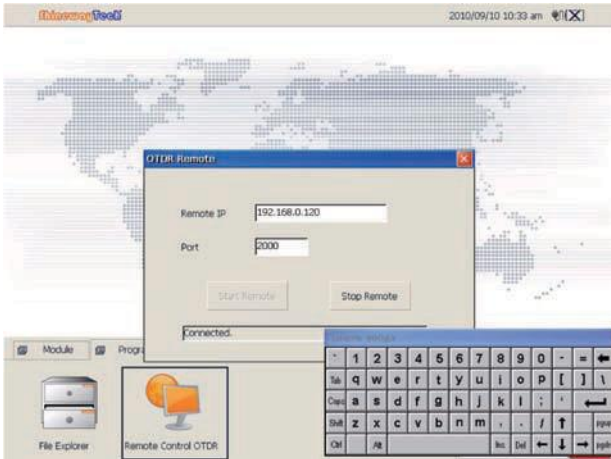 ShinewayTech
2010/09/10 10:33 am
OTDR Remote
Remote IP
192.168.0.120
Port
2000
Start Remote
Stop Remote
Connected.
Module
Progra
1 2 3 4 5 6 7 8 9 0 - =
Tab q w e r t y u i o p [ ] \
Caps a s d f g h j k l ; '
Shift z x c v b n m , . /
Ctrl Alt Ins Del
File Explorer
Remote Control OTDR